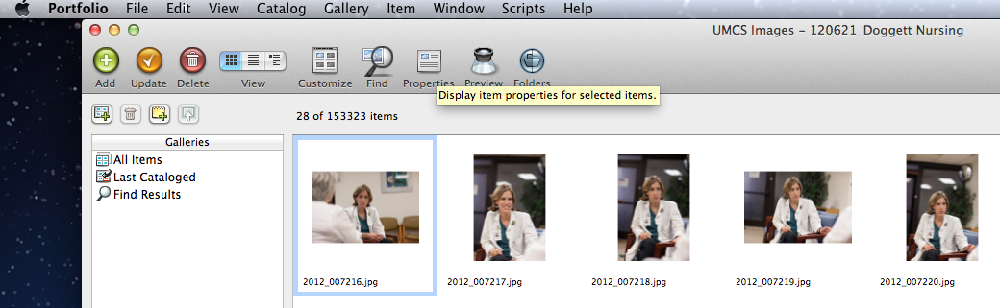 Portfolio File Edit View Catalog Gallery Item Window Scripts Help
UMCS Images – 120621_Doggett Nursing
Add Update Delete View Customize Find Properties Preview Folders
Display item properties for selected items.
28 of 153323 items
Galleries
All Items
Last Cataloged
Find Results
2012_007216.jpg 2012_007217.jpg 2012_007218.jpg 2012_007219.jpg 2012_007220.jpg